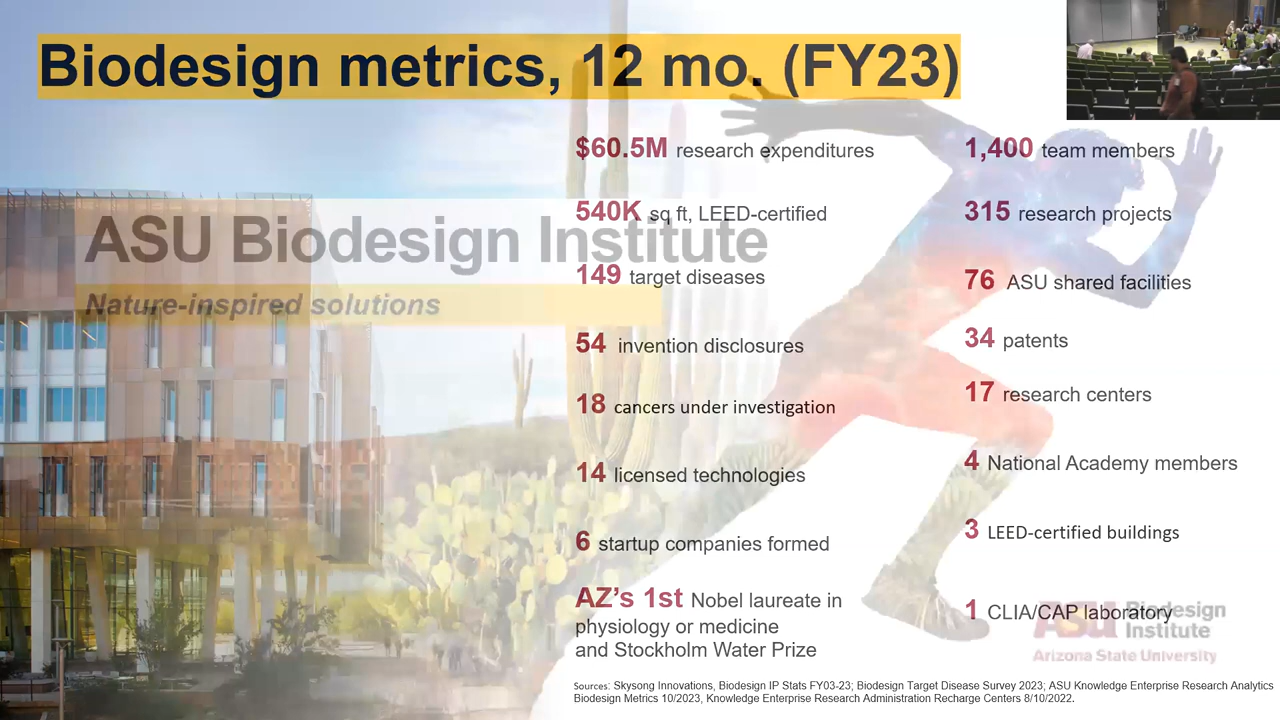 Biodesign metrics, 12 mo. (FY23)
ASU Biodesign Institute
Nature-inspired solutions
$60.5M research expenditures
540K sq ft, LEED-certified
149 target diseases
54 invention disclosures
18 cancers under investigation
14 licensed technologies
6 startup companies formed
AZ's 1st Nobel laureate in
physiology or medicine
and Stockholm Water Prize
1,400 team members
315 research projects
76 ASU shared facilities
34 patents
17 research centers
4 National Academy members
3 LEED-certified buildings
1 CLIA/CAP laboratory
ASU Biodesign
Institute
Arizona State University
Sources: Skysong Innovations, Biodesign IP Stats FY03-23; Biodesign Target Disease Survey 2023; ASU Knowledge Enterprise Research Analytics
Biodesign Metrics 10/2023, Knowledge Enterprise Research Administration Recharge Centers 8/10/2022.